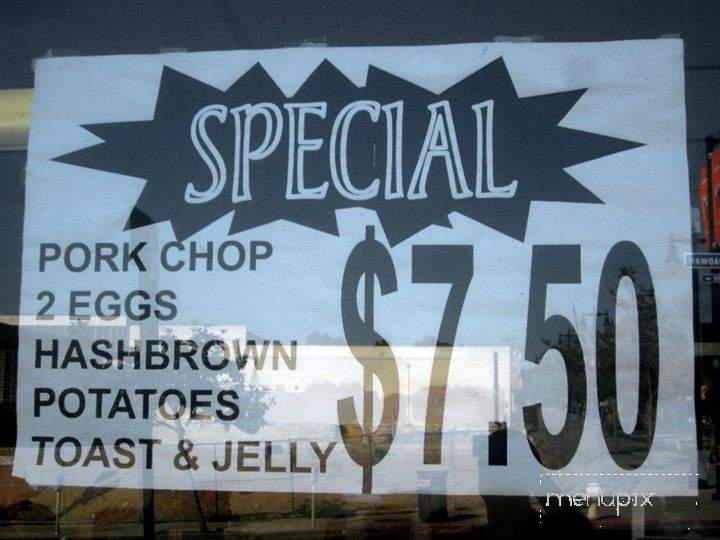 SPECIAL
PORK CHOP
2 EGGS
HASHBROWN
POTATOES
TOAST & JELLY
$7.50
menupix